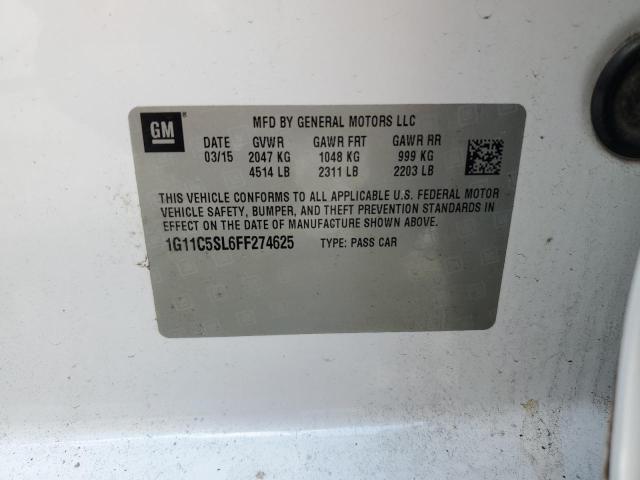 GM ®
MFD BY GENERAL MOTORS LLC
DATE GVWR GAWR FRT GAWR RR
03/15 2047 KG 1048 KG 999 KG
4514 LB 2311 LB 2203 LB
THIS VEHICLE CONFORMS TO ALL APPLICABLE U.S. FEDERAL MOTOR
VEHICLE SAFETY, BUMPER, AND THEFT PREVENTION STANDARDS IN
EFFECT ON THE DATE OF MANUFACTURE SHOWN ABOVE.
1G11C5SL6FF274625 TYPE: PASS CAR